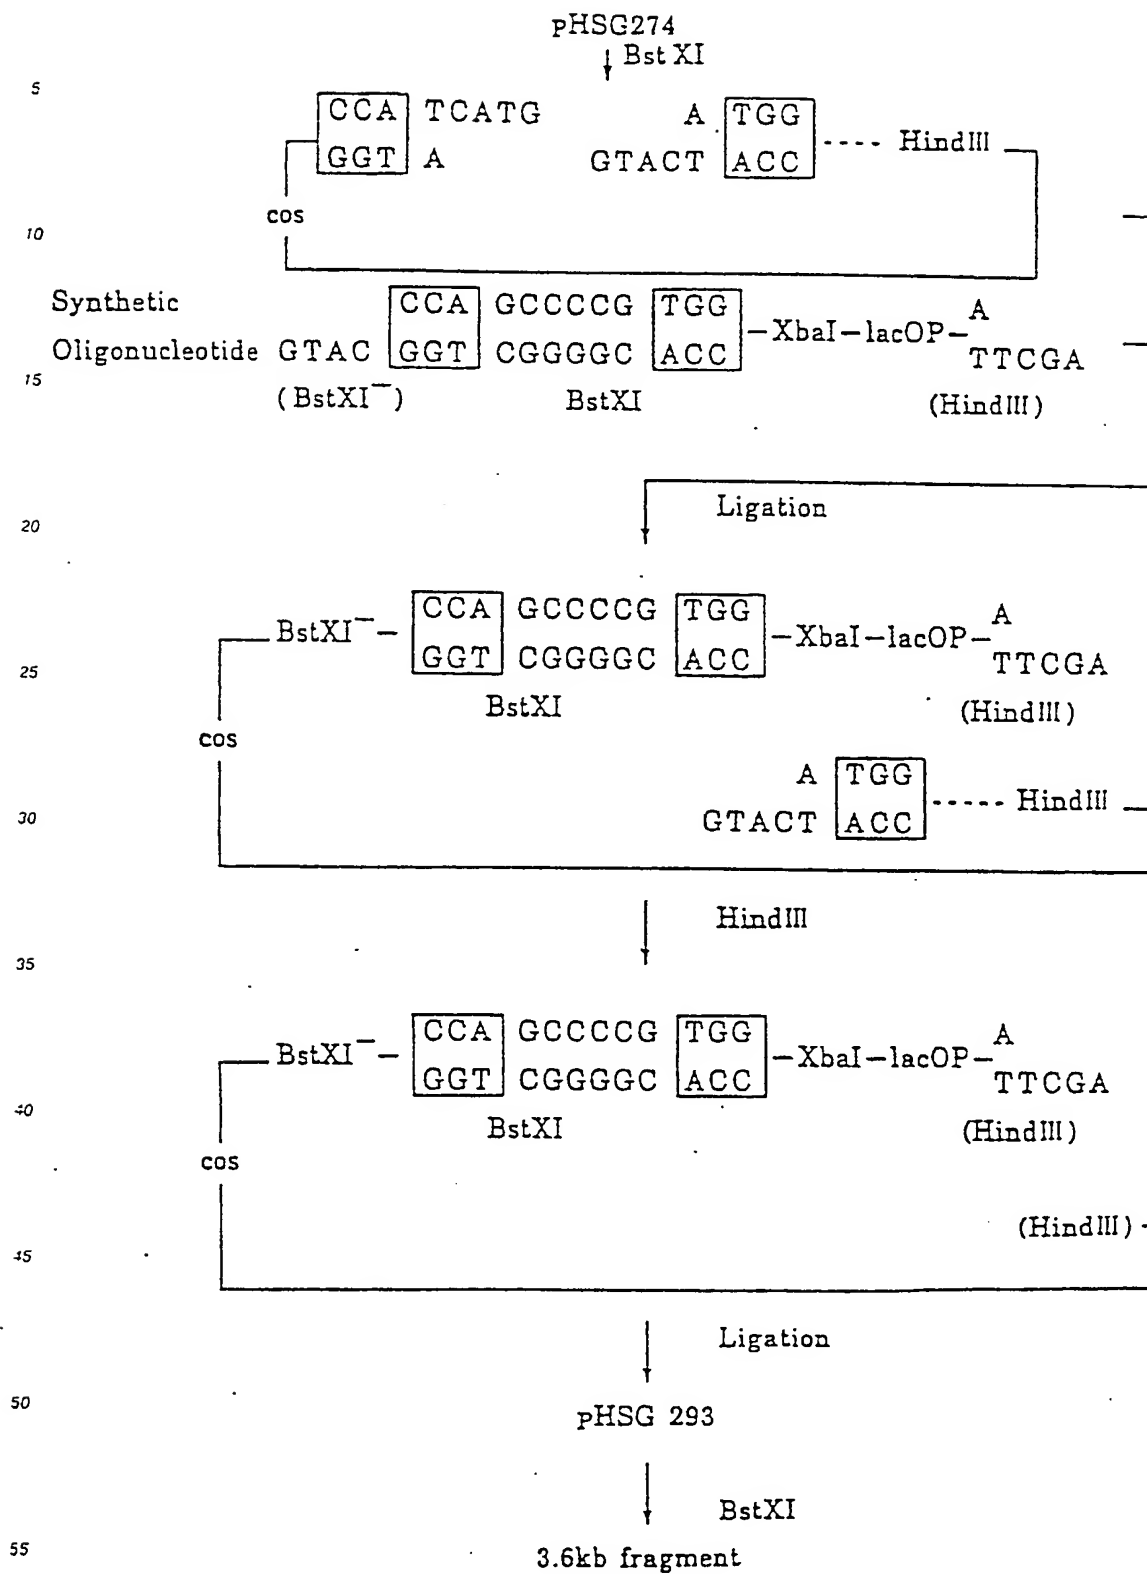 pHSG274
Bst XI
5
CCA TCATG A TGG
GGT A GTACT ACC ---- HindIII
cos
10
Synthetic CCA GCCCCG TGG A
Oligonucleotide GTAC GGT CGGGGC ACC -XbaI-lacOP- TTCGA
15
(BstXI⁻) BstXI (HindIII)
Ligation
20
BstXI⁻- CCA GCCCCG TGG -XbaI-lacOP- A
GGT CGGGGC ACC TTCGA
25
BstXI (HindIII)
cos
A TGG
GTACT ACC ----- HindIII
30
HindIII
35
BstXI⁻- CCA GCCCCG TGG -XbaI-lacOP- A
GGT CGGGGC ACC TTCGA
40
BstXI (HindIII)
cos
(HindIII)
45
Ligation
50
pHSG 293
BstXI
55
3.6kb fragment